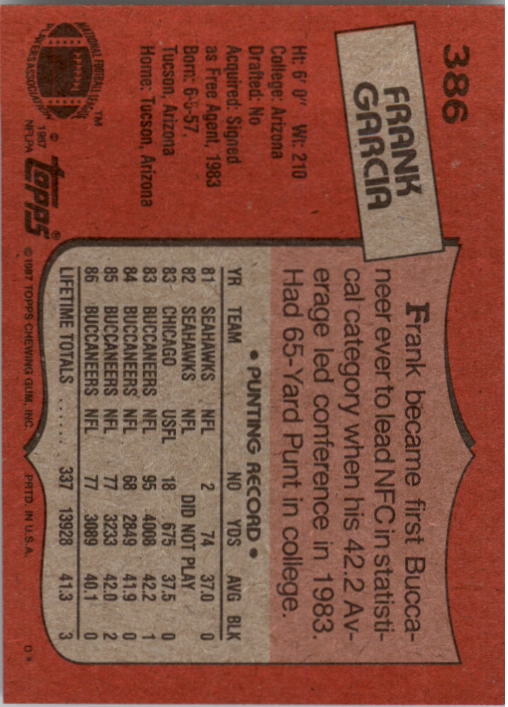 386
FRANK
GARCIA
Ht: 6' 0" Wt: 210
College: Arizona
Drafted: No
Acquired: Signed
as Free Agent, 1983
Born: 6-5-57,
Tucson, Arizona
Home: Tucson, Arizona
NATIONAL FOOTBALL LEAGUE
PLAYERS ASSOCIATION
™
© 1987
NFLPA
topps
© 1987 TOPPS CHEWING GUM, INC.
PRTD. IN U.S.A.
D*
Frank became first Bucca-
neer ever to lead NFC in statisti-
cal category when his 42.2 Av-
erage led conference in 1983.
Had 65-Yard Punt in college.
• PUNTING RECORD •
YR TEAM NO YDS AVG BLK
81 SEAHAWKS NFL 2 74 37.0 0
82 SEAHAWKS NFL DID NOT PLAY
83 CHICAGO USFL 18 675 37.5 0
83 BUCCANEERS NFL 95 4008 42.2 1
84 BUCCANEERS NFL 68 2849 41.9 0
85 BUCCANEERS NFL 77 3233 42.0 2
86 BUCCANEERS NFL 77 3089 40.1 0
LIFETIME TOTALS ...... 337 13928 41.3 3